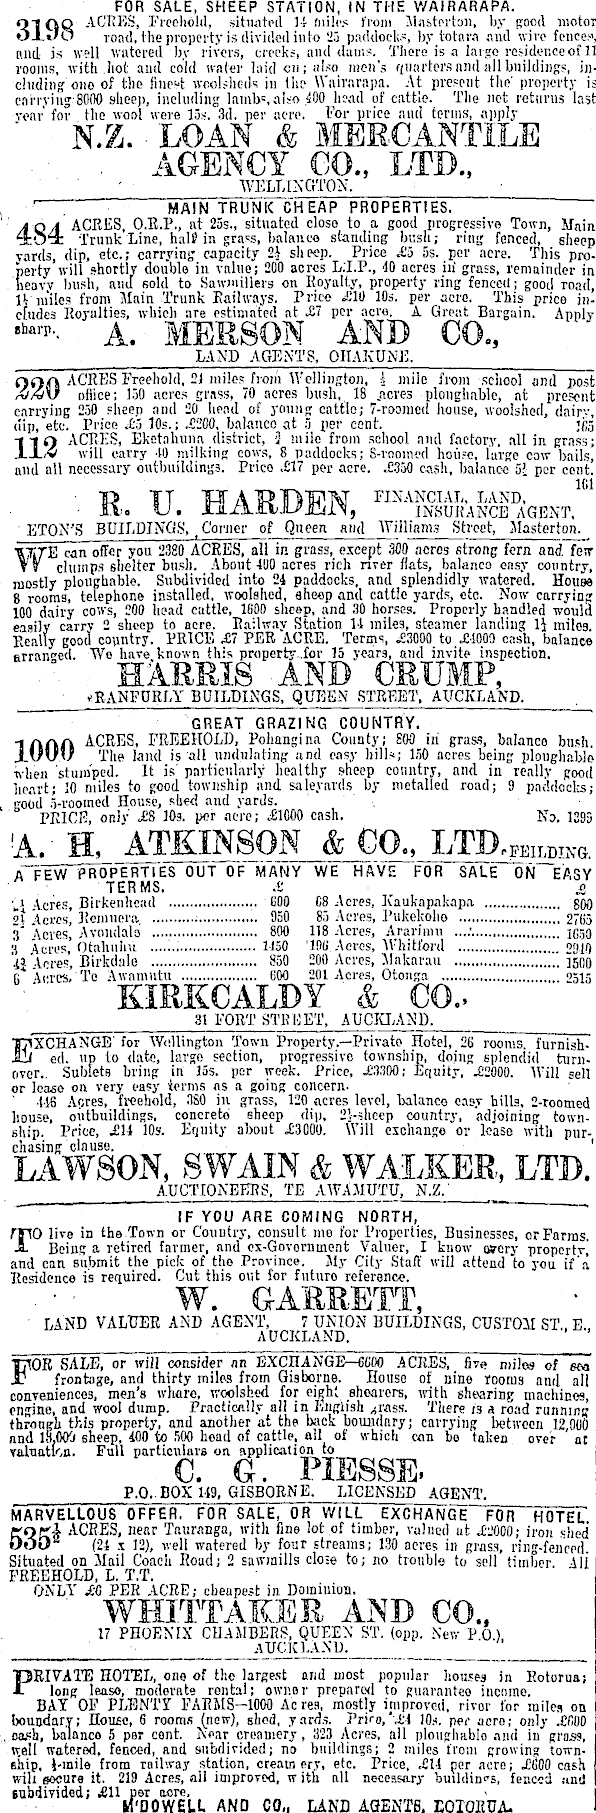 FOR SALE, SHEEP STATION, IN THE WAIRARAPA.
3198 ACRES, Freehold, situated 14 miles from Masterton, by good motor
road, the property is divided into 25 paddocks, by totara and wire fences,
and is well watered by rivers, creeks, and dams. There is a large residence of 11
rooms, with hot and cold water laid on; also men's quarters and all buildings, in-
cluding one of the finest woolsheds in the Wairarapa. At present the property is
carrying 8000 sheep, including lambs, also 400 head of cattle. The net returns last
year for the wool were 15s. 3d. per acre. For price and terms, apply
N.Z. LOAN & MERCANTILE
AGENCY CO., LTD.,
WELLINGTON.
MAIN TRUNK CHEAP PROPERTIES.
484 ACRES, O.R.P., at 25s., situated close to a good progressive Town, Main
Trunk Line, half in grass, balance standing bush; ring fenced, sheep
yards, dip, etc.; carrying capacity 2½ sheep. Price £5 5s. per acre. This pro-
perty will shortly double in value; 200 acres L.I.P., 40 acres in grass, remainder in
heavy bush, and sold to Sawmillers on Royalty, property ring fenced; good road,
1½ miles from Main Trunk Railways. Price £10 10s. per acre. This price in-
cludes Royalties, which are estimated at £7 per acre. A Great Bargain. Apply
sharp.
A. MERSON AND CO.,
LAND AGENTS, OHAKUNE.
220 ACRES Freehold, 21 miles from Wellington, ½ mile from school and post
office; 150 acres grass, 70 acres bush, 18 acres ploughable, at present
carrying 250 sheep and 20 head of young cattle; 7-roomed house, woolshed, dairy,
dip, etc. Price £5 10s.; £200, balance at 5 per cent. 165
112 ACRES, Eketahuna district, ¾ mile from school and factory, all in grass;
will carry 40 milking cows, 8 paddocks; 8-roomed house, large cow bails,
and all necessary outbuildings. Price £17 per acre. £350 cash, balance 5½ per cent.
161
R. U. HARDEN, FINANCIAL, LAND,
INSURANCE AGENT,
ETON'S BUILDINGS, Corner of Queen and Williams Street, Masterton.
WE can offer you 2380 ACRES, all in grass, except 300 acres strong fern and few
clumps shelter bush. About 400 acres rich river flats, balance easy country,
mostly ploughable. Subdivided into 24 paddocks, and splendidly watered. House
8 rooms, telephone installed, woolshed, sheep and cattle yards, etc. Now carrying
100 dairy cows, 200 head cattle, 1600 sheep, and 30 horses. Properly handled would
easily carry 2 sheep to acre. Railway Station 14 miles, steamer landing 1½ miles.
Really good country. PRICE £7 PER ACRE. Terms, £3000 to £4000 cash, balance
arranged. We have known this property for 15 years, and invite inspection.
HARRIS AND CRUMP,
RANFURLY BUILDINGS, QUEEN STREET, AUCKLAND.
GREAT GRAZING COUNTRY.
1000 ACRES, FREEHOLD, Pohangina County; 800 in grass, balance bush.
The land is all undulating and easy hills; 150 acres being ploughable
when stumped. It is particularly healthy sheep country, and in really good
heart; 10 miles to good township and saleyards by metalled road; 9 paddocks;
good 5-roomed House, shed and yards.
PRICE, only £8 10s. per acre; £1000 cash. No. 1395
A. H. ATKINSON & CO., LTD. FEILDING.
A FEW PROPERTIES OUT OF MANY WE HAVE FOR SALE ON EASY
TERMS. £ £
Acres, Birkenhead ........ 600 68 Acres, Kaukapakapa ........ 800
2½ Acres, Remuera ........ 950 85 Acres, Pukekohe ........ 2765
3 Acres, Avondale ........ 800 118 Acres, Ararimu ........ 1650
3 Acres, Otahuhu ........ 1450 196 Acres, Whitford ........ 2940
4¾ Acres, Birkdale ........ 850 200 Acres, Makarau ........ 1500
6 Acres, Te Awamutu ........ 600 201 Acres, Otonga ........ 2515
KIRKCALDY & CO.,
31 FORT STREET, AUCKLAND.
EXCHANGE for Wellington Town Property.—Private Hotel, 26 rooms, furnish-
ed, up to date, large section, progressive township, doing splendid turn-
over. Sublets bring in 15s. per week. Price, £3300; Equity, £2000. Will sell
or lease on very easy terms as a going concern.
446 Acres, freehold, 380 in grass, 120 acres level, balance easy hills, 2-roomed
house, outbuildings, concrete sheep dip, 2½-sheep country, adjoining town-
ship. Price, £14 10s. Equity about £3000. Will exchange or lease with pur-
chasing clause.
LAWSON, SWAIN & WALKER, LTD.
AUCTIONEERS, TE AWAMUTU, N.Z.
IF YOU ARE COMING NORTH,
TO live in the Town or Country, consult me for Properties, Businesses, or Farms.
Being a retired farmer, and ex-Government Valuer, I know every property,
and can submit the pick of the Province. My City Staff will attend to you if a
Residence is required. Cut this out for future reference.
W. GARRETT,
LAND VALUER AND AGENT, 7 UNION BUILDINGS, CUSTOM ST., E.,
AUCKLAND.
FOR SALE, or will consider an EXCHANGE—6600 ACRES, five miles of sea
frontage, and thirty miles from Gisborne. House of nine rooms and all
conveniences, men's whare, woolshed for eight shearers, with shearing machines,
engine, and wool dump. Practically all in English grass. There is a road running
through this property, and another at the back boundary; carrying between 12,000
and 13,000 sheep, 400 to 500 head of cattle, all of which can be taken over at
valuation. Full particulars on application to
C. G. PIESSE,
P.O. BOX 149, GISBORNE. LICENSED AGENT.
MARVELLOUS OFFER. FOR SALE, OR WILL EXCHANGE FOR HOTEL.
535½ ACRES, near Tauranga, with fine lot of timber, valued at £2000; iron shed
(24 x 12), well watered by four streams; 130 acres in grass, ring-fenced.
Situated on Mail Coach Road; 2 sawmills close to; no trouble to sell timber. All
FREEHOLD, L. T. T.
ONLY £6 PER ACRE; cheapest in Dominion.
WHITTAKER AND CO.,
17 PHOENIX CHAMBERS, QUEEN ST. (opp. New P.O.),
AUCKLAND.
PRIVATE HOTEL, one of the largest and most popular houses in Rotorua;
long lease, moderate rental; owner prepared to guarantee income.
BAY OF PLENTY FARMS—1000 Acres, mostly improved, river for miles on
boundary; House, 6 rooms (new), shed, yards. Price, £4 10s. per acre; only £600
cash, balance 5 per cent. Near creamery, 323 Acres, all ploughable and in grass,
well watered, fenced, and subdivided; no buildings; 2 miles from growing town-
ship, ½-mile from railway station, creamery, etc. Price, £14 per acre; £600 cash
will secure it. 219 Acres, all improved, with all necessary buildings, fenced and
subdivided; £11 per acre.
M'DOWELL AND CO., LAND AGENTS, ROTORUA.